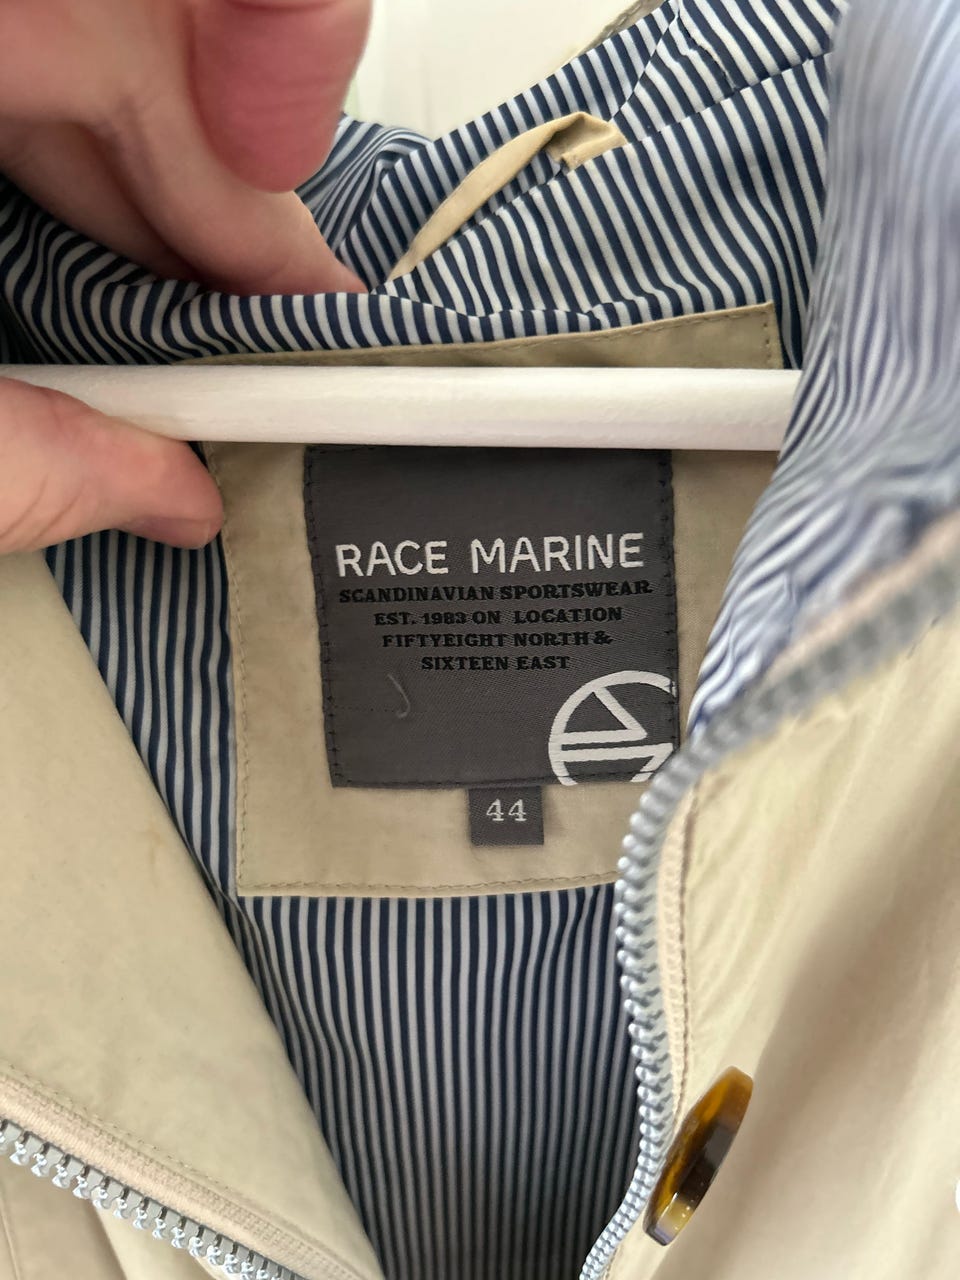 RACE MARINE
SCANDINAVIAN SPORTSWEAR
EST. 1983 ON LOCATION
FIFTYEIGHT NORTH &
SIXTEEN EAST
44